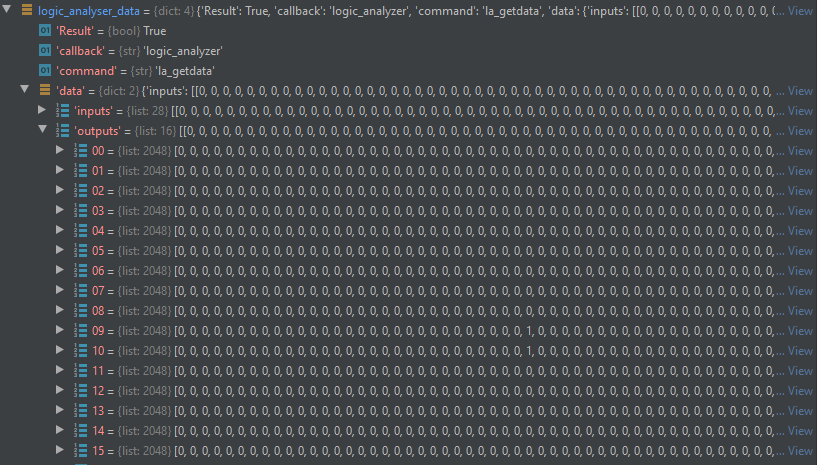 logic_analyser_data = {dict: 4} {'Result': True, 'callback': 'logic_analyzer', 'command': 'la_getdata', 'data': {'inputs': [[0, 0, 0, 0, 0, 0, 0, 0, 0, 0, 0, ... View
01 'Result' = {bool} True
01 'callback' = {str} 'logic_analyzer'
01 'command' = {str} 'la_getdata'
'data' = {dict: 2} {'inputs': [[0, 0, 0, 0, 0, 0, 0, 0, 0, 0, 0, 0, 0, 0, 0, 0, 0, 0, 0, 0, 0, 0, 0, 0, 0, 0, 0, 0, 0, 0, 0, 0, 0, 0, 0, 0, 0, 0, 0, 0, 0, 0, 0, 0, 0, 0, 0, 0, ... View
'inputs' = {list: 28} [[0, 0, 0, 0, 0, 0, 0, 0, 0, 0, 0, 0, 0, 0, 0, 0, 0, 0, 0, 0, 0, 0, 0, 0, 0, 0, 0, 0, 0, 0, 0, 0, 0, 0, 0, 0, 0, 0, 0, 0, 0, 0, 0, 0, 0, 0, 0, 0, 0, ... View
'outputs' = {list: 16} [[0, 0, 0, 0, 0, 0, 0, 0, 0, 0, 0, 0, 0, 0, 0, 0, 0, 0, 0, 0, 0, 0, 0, 0, 0, 0, 0, 0, 0, 0, 0, 0, 0, 0, 0, 0, 0, 0, 0, 0, 0, 0, 0, 0, 0, 0, 0, 0, 0, ... View
00 = {list: 2048} [0, 0, 0, 0, 0, 0, 0, 0, 0, 0, 0, 0, 0, 0, 0, 0, 0, 0, 0, 0, 0, 0, 0, 0, 0, 0, 0, 0, 0, 0, 0, 0, 0, 0, 0, 0, 0, 0, 0, 0, 0, 0, 0, 0, 0, 0, 0, 0, 0, 0, ... View
01 = {list: 2048} [0, 0, 0, 0, 0, 0, 0, 0, 0, 0, 0, 0, 0, 0, 0, 0, 0, 0, 0, 0, 0, 0, 0, 0, 0, 0, 0, 0, 0, 0, 0, 0, 0, 0, 0, 0, 0, 0, 0, 0, 0, 0, 0, 0, 0, 0, 0, 0, 0, 0, ... View
02 = {list: 2048} [0, 0, 0, 0, 0, 0, 0, 0, 0, 0, 0, 0, 0, 0, 0, 0, 0, 0, 0, 0, 0, 0, 0, 0, 0, 0, 0, 0, 0, 0, 0, 0, 0, 0, 0, 0, 0, 0, 0, 0, 0, 0, 0, 0, 0, 0, 0, 0, 0, 0, ... View
03 = {list: 2048} [0, 0, 0, 0, 0, 0, 0, 0, 0, 0, 0, 0, 0, 0, 0, 0, 0, 0, 0, 0, 0, 0, 0, 0, 0, 0, 0, 0, 0, 0, 0, 0, 0, 0, 0, 0, 0, 0, 0, 0, 0, 0, 0, 0, 0, 0, 0, 0, 0, 0, ... View
04 = {list: 2048} [0, 0, 0, 0, 0, 0, 0, 0, 0, 0, 0, 0, 0, 0, 0, 0, 0, 0, 0, 0, 0, 0, 0, 0, 0, 0, 0, 0, 0, 0, 0, 0, 0, 0, 0, 0, 0, 0, 0, 0, 0, 0, 0, 0, 0, 0, 0, 0, 0, 0, ... View
05 = {list: 2048} [0, 0, 0, 0, 0, 0, 0, 0, 0, 0, 0, 0, 0, 0, 0, 0, 0, 0, 0, 0, 0, 0, 0, 0, 0, 0, 0, 0, 0, 0, 0, 0, 0, 0, 0, 0, 0, 0, 0, 0, 0, 0, 0, 0, 0, 0, 0, 0, 0, 0, ... View
06 = {list: 2048} [0, 0, 0, 0, 0, 0, 0, 0, 0, 0, 0, 0, 0, 0, 0, 0, 0, 0, 0, 0, 0, 0, 0, 0, 0, 0, 0, 0, 0, 0, 0, 0, 0, 0, 0, 0, 0, 0, 0, 0, 0, 0, 0, 0, 0, 0, 0, 0, 0, 0, ... View
07 = {list: 2048} [0, 0, 0, 0, 0, 0, 0, 0, 0, 0, 0, 0, 0, 0, 0, 0, 0, 0, 0, 0, 0, 0, 0, 0, 0, 0, 0, 0, 0, 0, 0, 0, 0, 0, 0, 0, 0, 0, 0, 0, 0, 0, 0, 0, 0, 0, 0, 0, 0, 0, ... View
08 = {list: 2048} [0, 0, 0, 0, 0, 0, 0, 0, 0, 0, 0, 0, 0, 0, 0, 0, 0, 0, 0, 0, 0, 0, 0, 0, 0, 0, 0, 0, 0, 0, 0, 0, 0, 0, 0, 0, 0, 0, 0, 0, 0, 0, 0, 0, 0, 0, 0, 0, 0, 0, ... View
09 = {list: 2048} [0, 0, 0, 0, 0, 0, 0, 0, 0, 0, 0, 0, 0, 0, 0, 0, 0, 0, 0, 0, 0, 0, 0, 0, 0, 0, 0, 0, 0, 1, 0, 0, 0, 0, 0, 0, 0, 0, 0, 0, 0, 0, 0, 0, 0, 0, 0, 0, 0, 0, ... View
10 = {list: 2048} [0, 0, 0, 0, 0, 0, 0, 0, 0, 0, 0, 0, 0, 0, 0, 0, 0, 0, 0, 0, 0, 0, 0, 0, 0, 0, 0, 0, 0, 1, 0, 0, 0, 0, 0, 0, 0, 0, 0, 0, 0, 0, 0, 0, 0, 0, 0, 0, 0, 0, ... View
11 = {list: 2048} [0, 0, 0, 0, 0, 0, 0, 0, 0, 0, 0, 0, 0, 0, 0, 0, 0, 0, 0, 0, 0, 0, 0, 0, 0, 0, 0, 0, 0, 0, 0, 0, 0, 0, 0, 0, 0, 0, 0, 0, 0, 0, 0, 0, 0, 0, 0, 0, 0, 0, ... View
12 = {list: 2048} [0, 0, 0, 0, 0, 0, 0, 0, 0, 0, 0, 0, 0, 0, 0, 0, 0, 0, 0, 0, 0, 0, 0, 0, 0, 0, 0, 0, 0, 0, 0, 0, 0, 0, 0, 0, 0, 0, 0, 0, 0, 0, 0, 0, 0, 0, 0, 0, 0, 0, ... View
13 = {list: 2048} [0, 0, 0, 0, 0, 0, 0, 0, 0, 0, 0, 0, 0, 0, 0, 0, 0, 0, 0, 0, 0, 0, 0, 0, 0, 0, 0, 0, 0, 0, 0, 0, 0, 0, 0, 0, 0, 0, 0, 0, 0, 0, 0, 0, 0, 0, 0, 0, 0, 0, ... View
14 = {list: 2048} [0, 0, 0, 0, 0, 0, 0, 0, 0, 0, 0, 0, 0, 0, 0, 0, 0, 0, 0, 0, 0, 0, 0, 0, 0, 0, 0, 0, 0, 0, 0, 0, 0, 0, 0, 0, 0, 0, 0, 0, 0, 0, 0, 0, 0, 0, 0, 0, 0, 0, ... View
15 = {list: 2048} [0, 0, 0, 0, 0, 0, 0, 0, 0, 0, 0, 0, 0, 0, 0, 0, 0, 0, 0, 0, 0, 0, 0, 0, 0, 0, 0, 0, 0, 0, 0, 0, 0, 0, 0, 0, 0, 0, 0, 0, 0, 0, 0, 0, 0, 0, 0, 0, 0, 0, ... View